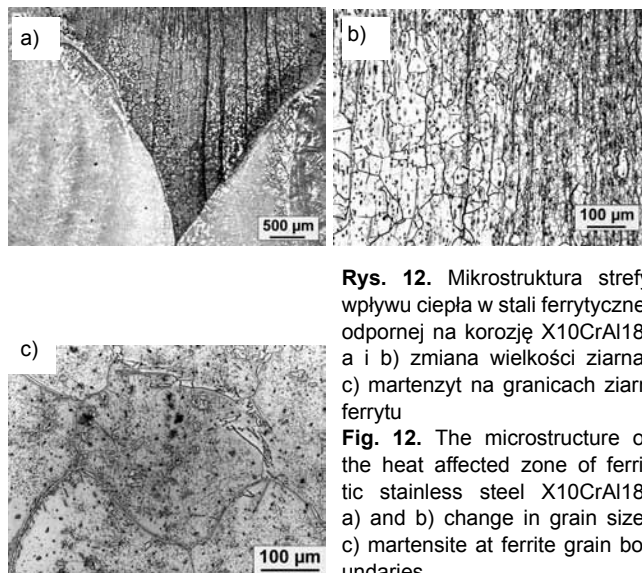 a)
500 µm
b)
100 µm
c)
100 µm
Rys. 12. Mikrostruktura strefy
wpływu ciepła w stali ferrytyczne
odpornej na korozję X10CrAl18
a i b) zmiana wielkości ziarna
c) martenzyt na granicach ziarn
ferrytu
Fig. 12. The microstructure o
the heat affected zone of ferri
tic stainless steel X10CrAl18
a) and b) change in grain size
c) martensite at ferrite grain bo
undaries